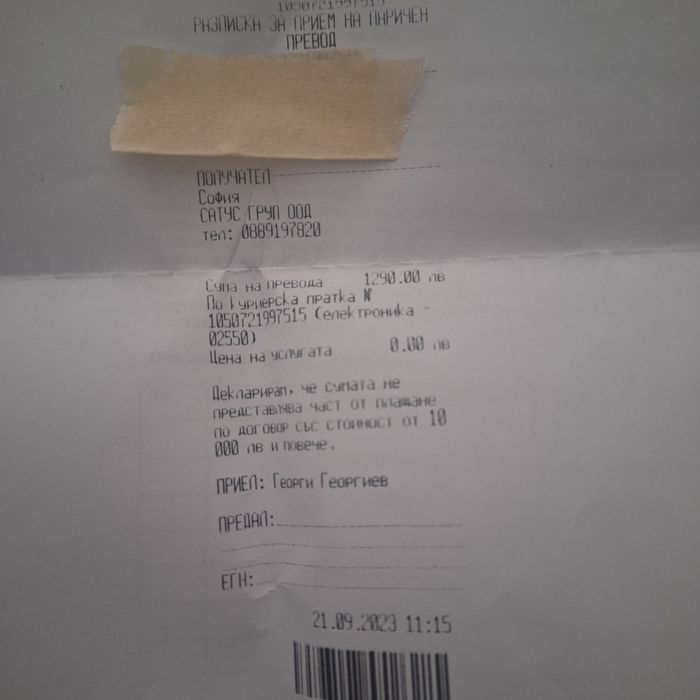 1050721997515
РАЗПИСКА ЗА ПРИЕМ НА ПАРИЧЕН
ПРЕВОД
ПОЛУЧАТЕЛ
София
САТУС ГРУП ООД
тел: 0889197820
Сума на превода 1290.00 лв
По куриерска пратка №
1050721997515 (електроника -
02550)
Цена на услугата 0.00 лв
Декларирам, че сумата не
представлява част от плащане
по договор със стойност от 10
000 лв и повече.
ПРИЕЛ: Георги Георгиев
ПРЕДАЛ:
ЕГН:
21.09.2023 11:15